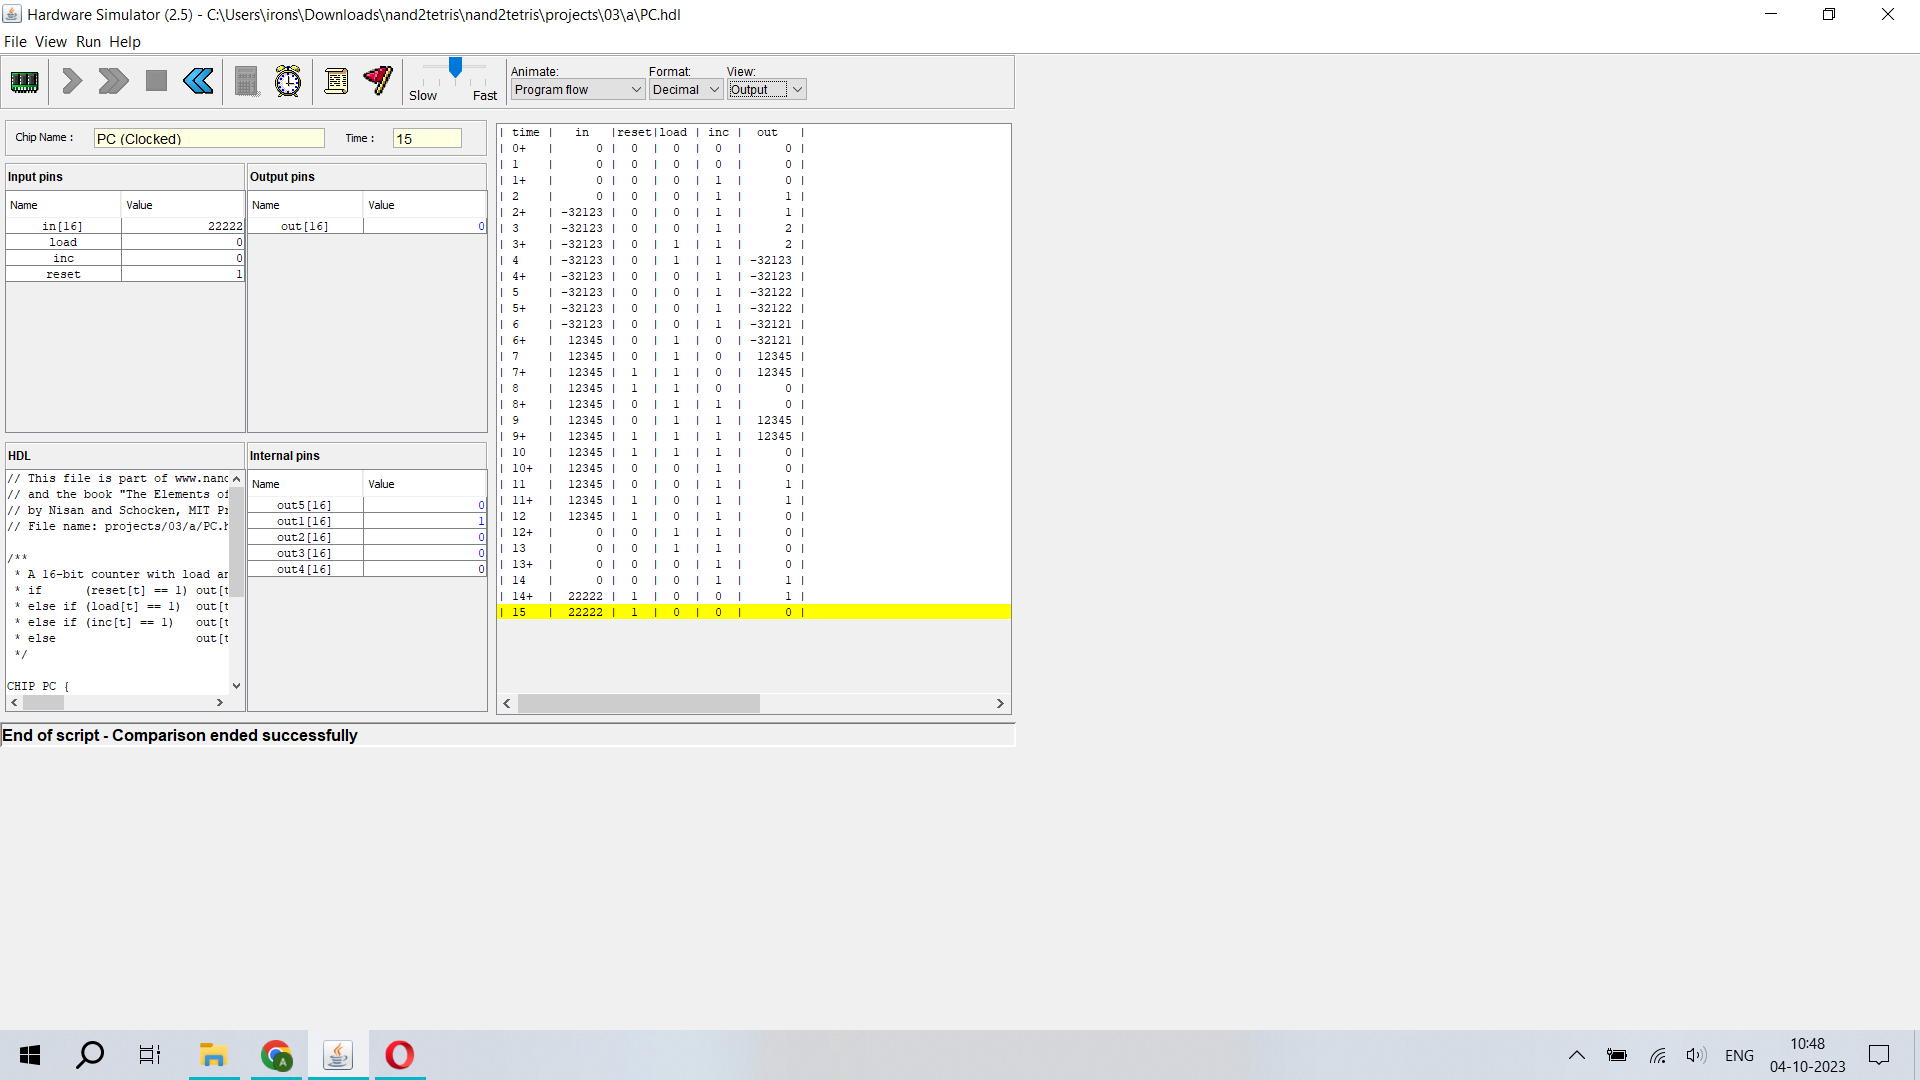 Hardware Simulator (2.5) - C:\Users\irons\Downloads\nand2tetris\nand2tetris\projects\03\a\PC.hdl
File View Run Help
Slow Fast
Animate: Format: View:
Program flow Decimal Output
Chip Name : PC (Clocked) Time : 15
Input pins
Name Value
in[16] 22222
load 0
inc 0
reset 1
Output pins
Name Value
out[16] 0
HDL
// This file is part of www.nand
// and the book "The Elements of
// by Nisan and Schocken, MIT Pr
// File name: projects/03/a/PC.h
/**
* A 16-bit counter with load an
* if (reset[t] == 1) out[t
* else if (load[t] == 1) out[t
* else if (inc[t] == 1) out[t
* else out[t
*/
CHIP PC {
Internal pins
Name Value
out5[16] 0
out1[16] 1
out2[16] 0
out3[16] 0
out4[16] 0
| time | in |reset|load | inc | out |
| 0+ | 0 | 0 | 0 | 0 | 0 |
| 1 | 0 | 0 | 0 | 0 | 0 |
| 1+ | 0 | 0 | 0 | 1 | 0 |
| 2 | 0 | 0 | 0 | 1 | 1 |
| 2+ | -32123 | 0 | 0 | 1 | 1 |
| 3 | -32123 | 0 | 0 | 1 | 2 |
| 3+ | -32123 | 0 | 1 | 1 | 2 |
| 4 | -32123 | 0 | 1 | 1 | -32123 |
| 4+ | -32123 | 0 | 0 | 1 | -32123 |
| 5 | -32123 | 0 | 0 | 1 | -32122 |
| 5+ | -32123 | 0 | 0 | 1 | -32122 |
| 6 | -32123 | 0 | 0 | 1 | -32121 |
| 6+ | 12345 | 0 | 1 | 0 | -32121 |
| 7 | 12345 | 0 | 1 | 0 | 12345 |
| 7+ | 12345 | 1 | 1 | 0 | 12345 |
| 8 | 12345 | 1 | 1 | 0 | 0 |
| 8+ | 12345 | 0 | 1 | 1 | 0 |
| 9 | 12345 | 0 | 1 | 1 | 12345 |
| 9+ | 12345 | 1 | 1 | 1 | 12345 |
| 10 | 12345 | 1 | 1 | 1 | 0 |
| 10+ | 12345 | 0 | 0 | 1 | 0 |
| 11 | 12345 | 0 | 0 | 1 | 1 |
| 11+ | 12345 | 1 | 0 | 1 | 1 |
| 12 | 12345 | 1 | 0 | 1 | 0 |
| 12+ | 0 | 0 | 1 | 1 | 0 |
| 13 | 0 | 0 | 1 | 1 | 0 |
| 13+ | 0 | 0 | 0 | 1 | 0 |
| 14 | 0 | 0 | 0 | 1 | 1 |
| 14+ | 22222 | 1 | 0 | 0 | 1 |
| 15 | 22222 | 1 | 0 | 0 | 0 |
End of script - Comparison ended successfully
ENG
10:48
04-10-2023